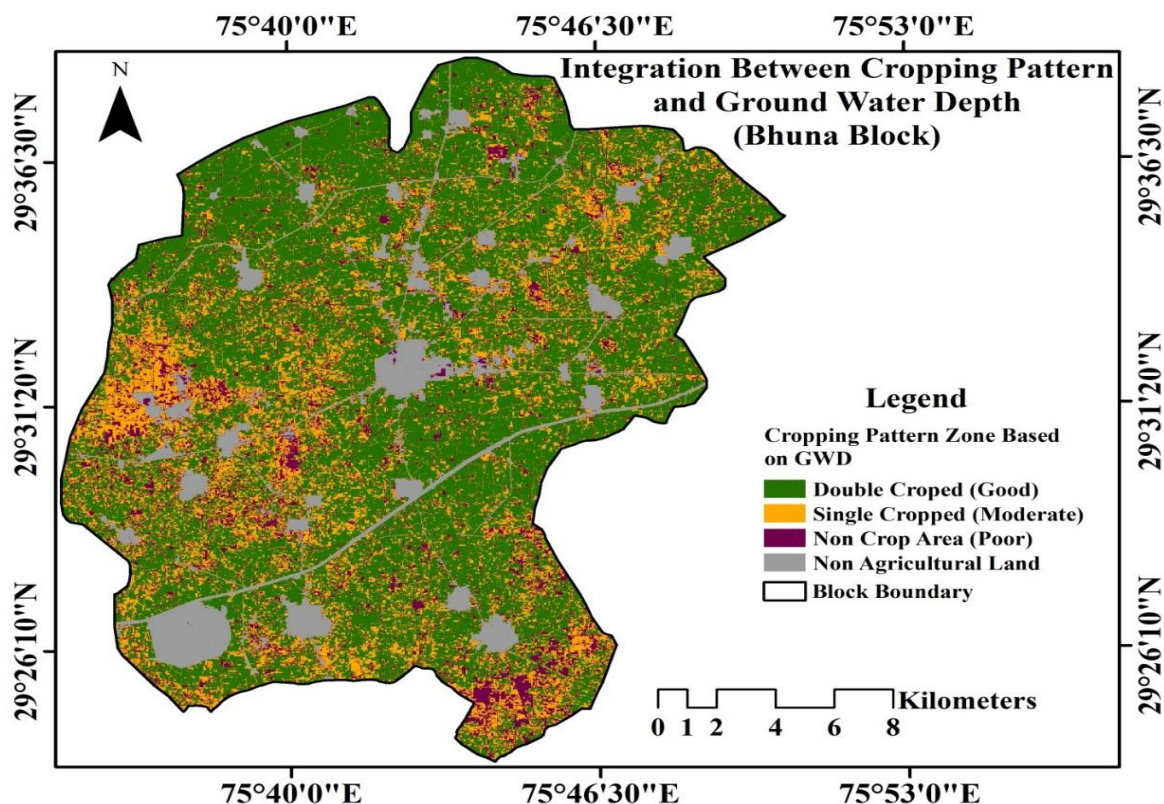 75°40'0"E 75°46'30"E 75°53'0"E
N
Integration Between Cropping Pattern
and Ground Water Depth
(Bhuna Block)
29°36'30"N
29°36'30"N
29°31'20"N
29°31'20"N
29°26'10"N
29°26'10"N
Legend
Cropping Pattern Zone Based
on GWD
Double Croped (Good)
Single Cropped (Moderate)
Non Crop Area (Poor)
Non Agricultural Land
Block Boundary
Kilometers
0 1 2 4 6 8
75°40'0"E 75°46'30"E 75°53'0"E